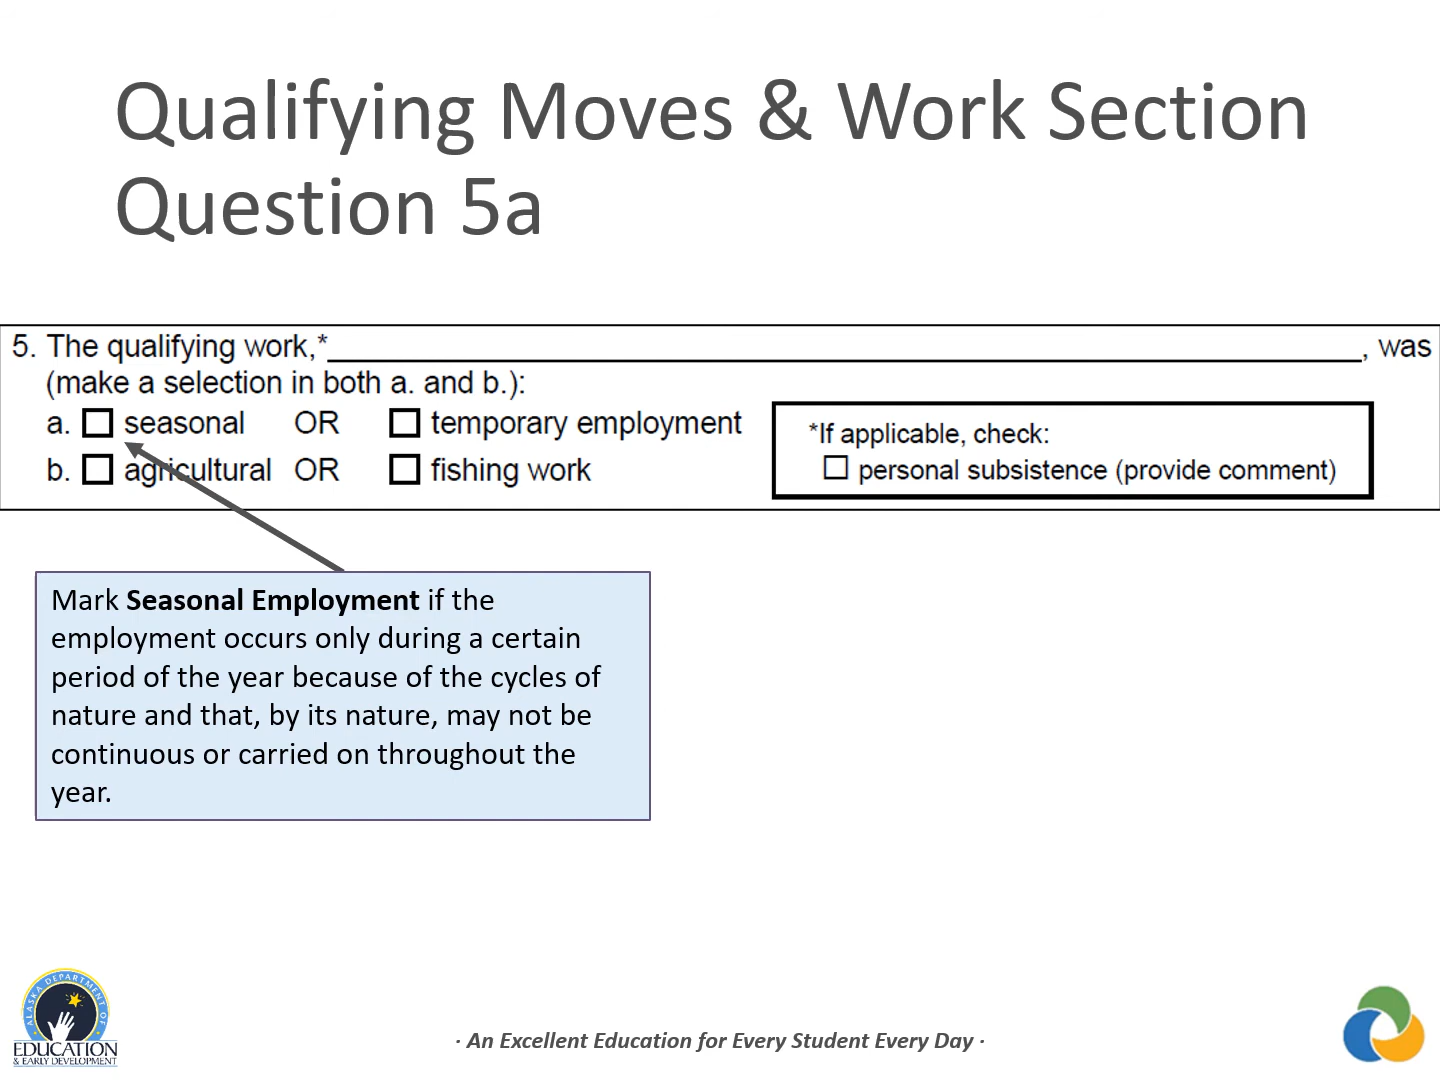 Qualifying Moves & Work Section
Question 5a
5. The qualifying work,*____________________, was
(make a selection in both a. and b.):
a. ☐ seasonal OR ☐ temporary employment
b. ☐ agricultural OR ☐ fishing work
*If applicable, check:
☐ personal subsistence (provide comment)
Mark Seasonal Employment if the
employment occurs only during a certain
period of the year because of the cycles of
nature and that, by its nature, may not be
continuous or carried on throughout the
year.
ALASKA DEPARTMENT OF
EDUCATION
& EARLY DEVELOPMENT
· An Excellent Education for Every Student Every Day ·